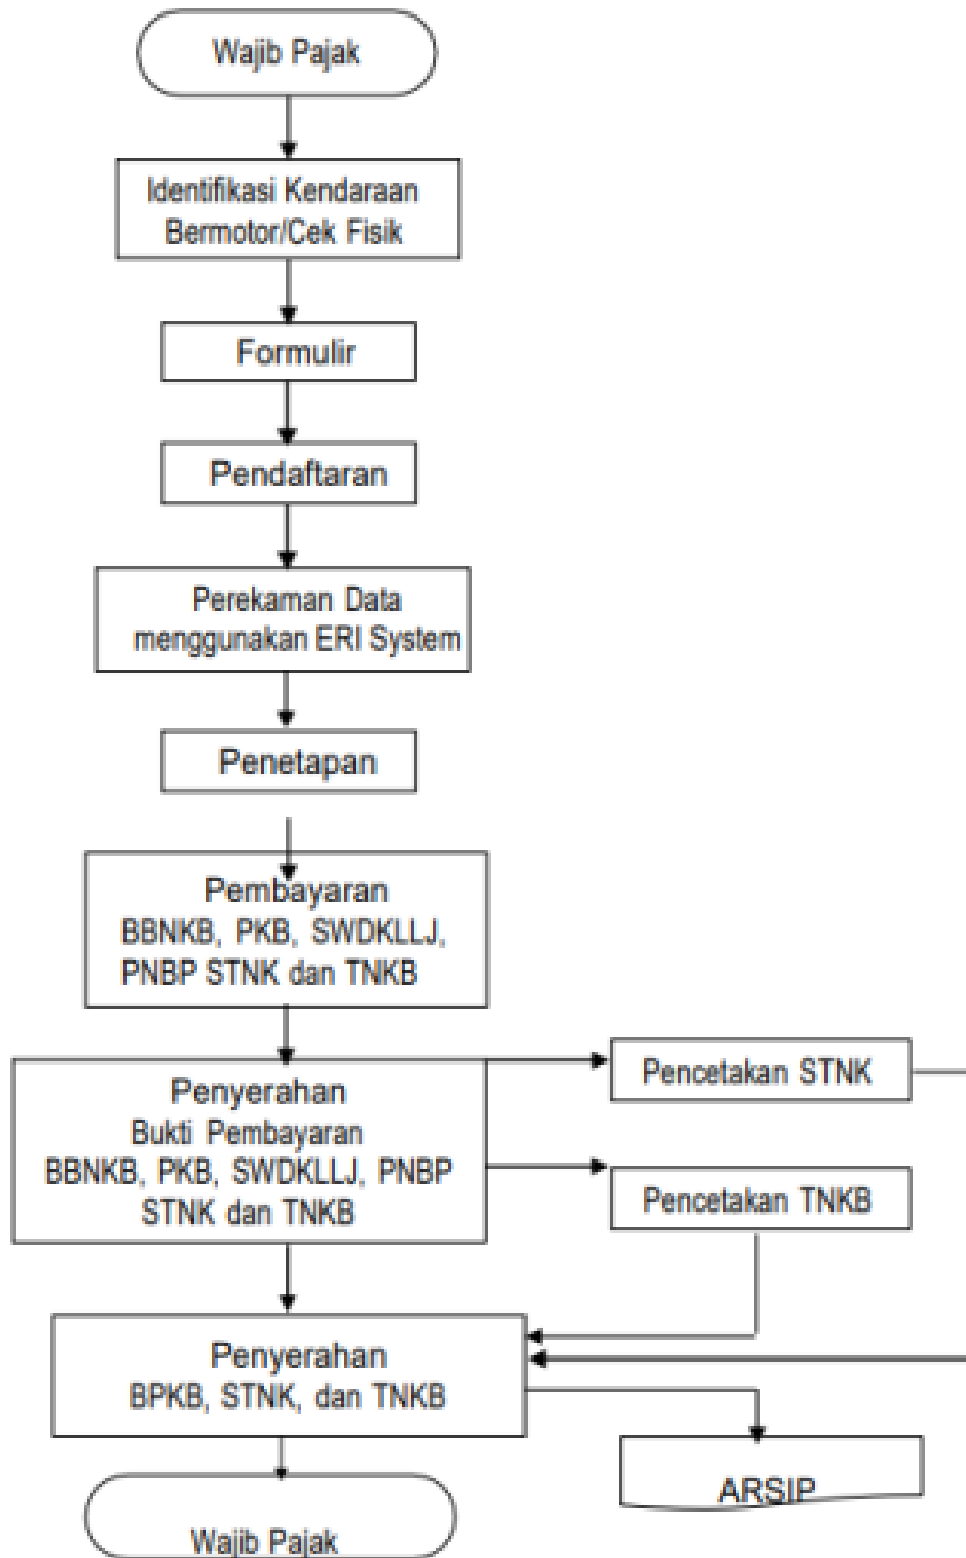 Wajib Pajak
Identifikasi Kendaraan
Bermotor/Cek Fisik
Formulir
Pendaftaran
Perekaman Data
menggunakan ERI System
Penetapan
Pembayaran
BBNKB, PKB, SWDKLLJ,
PNBP STNK dan TNKB
Penyerahan
Bukti Pembayaran
BBNKB, PKB, SWDKLLJ, PNBP
STNK dan TNKB
Pencetakan STNK
Pencetakan TNKB
Penyerahan
BPKB, STNK, dan TNKB
ARSIP
Wajib Pajak